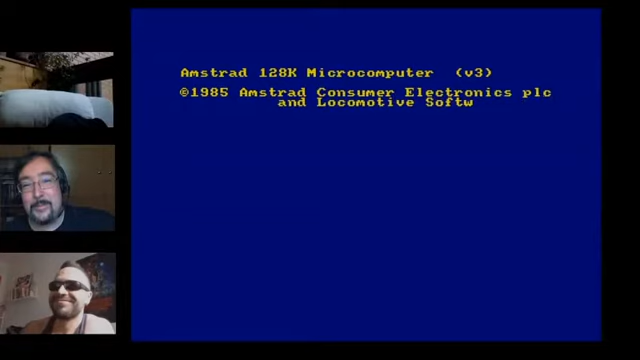 Amstrad 128K Microcomputer (v3)
©1985 Amstrad Consumer Electronics plc
and Locomotive Softw